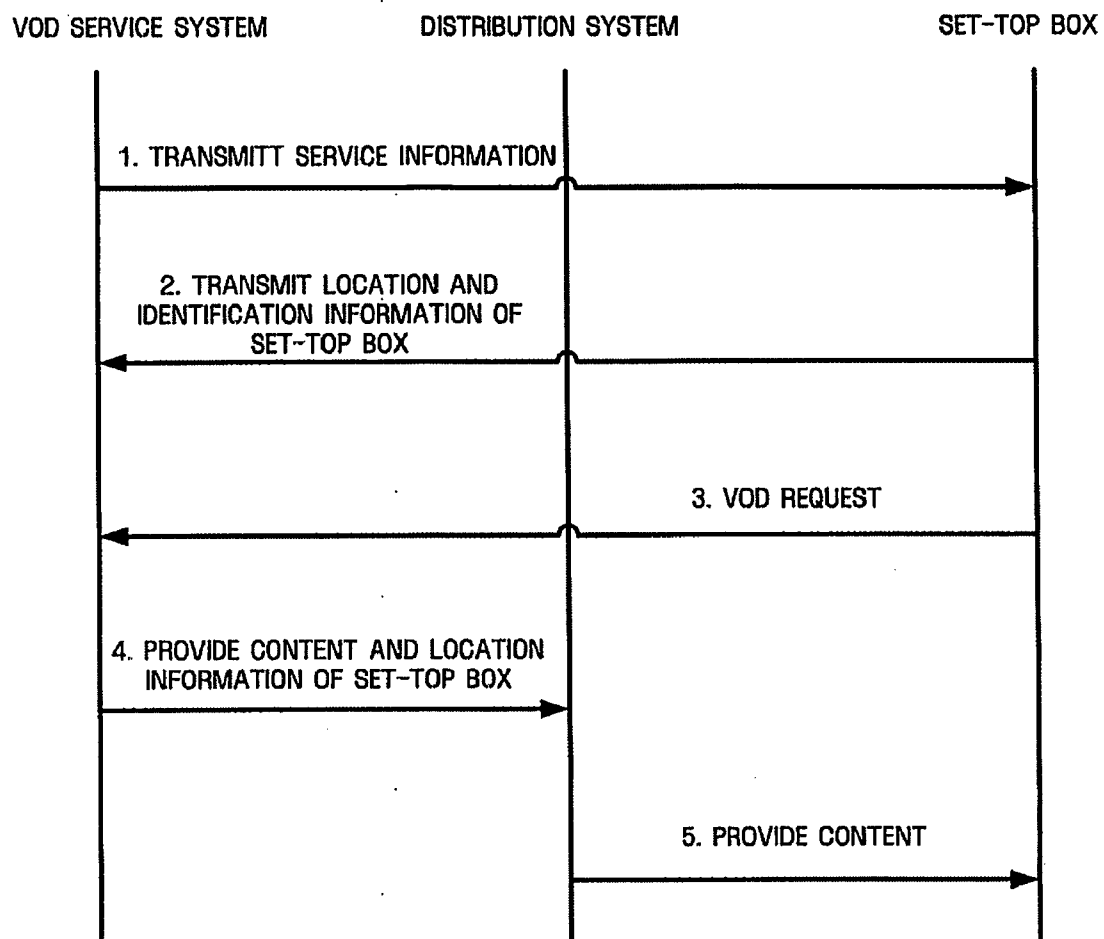 VOD SERVICE SYSTEM
DISTRIBUTION SYSTEM
SET-TOP BOX
1. TRANSMITT SERVICE INFORMATION
2. TRANSMIT LOCATION AND
IDENTIFICATION INFORMATION OF
SET-TOP BOX
3. VOD REQUEST
4. PROVIDE CONTENT AND LOCATION
INFORMATION OF SET-TOP BOX
5. PROVIDE CONTENT